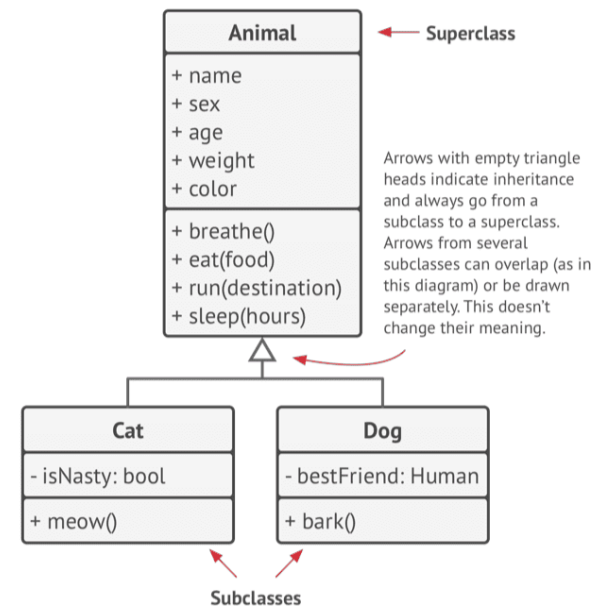 Animal
Superclass
+ name
+ sex
+ age
+ weight
+ color
+ breathe()
+ eat(food)
+ run(destination)
+ sleep(hours)
Arrows with empty triangle
heads indicate inheritance
and always go from a
subclass to a superclass.
Arrows from several
subclasses can overlap (as in
this diagram) or be drawn
separately. This doesn’t
change their meaning.
Cat
- isNasty: bool
+ meow()
Dog
- bestFriend: Human
+ bark()
Subclasses